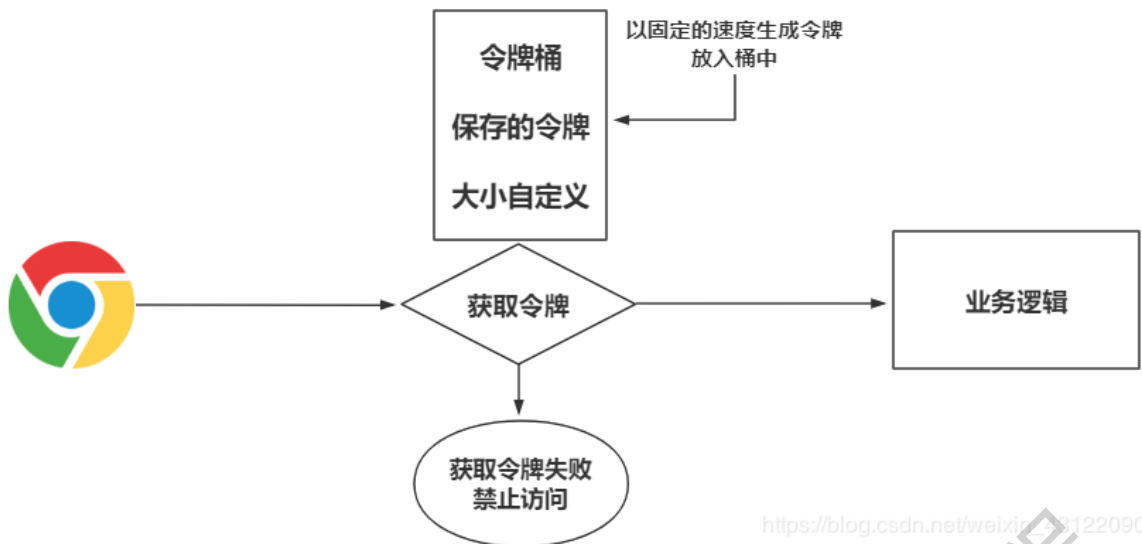 令牌桶
保存的令牌
大小自定义
以固定的速度生成令牌
放入桶中
获取令牌
业务逻辑
获取令牌失败
禁止访问
https://blog.csdn.net/weixin_43122090